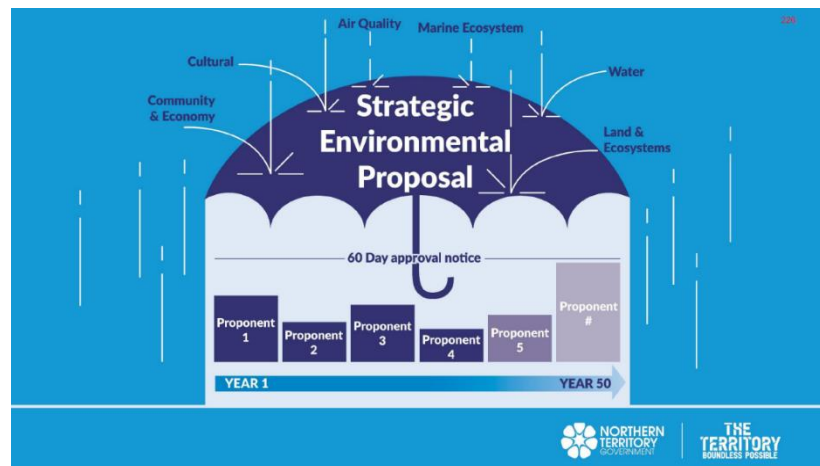 226
Air Quality
Marine Ecosystem
Cultural
Water
Community
& Economy
Strategic
Environmental
Proposal
Land &
Ecosystems
60 Day approval notice
Proponent
1
Proponent
2
Proponent
3
Proponent
4
Proponent
5
Proponent
#
YEAR 1
YEAR 50
NORTHERN
TERRITORY
GOVERNMENT
THE
TERRITORY
BOUNDLESS POSSIBLE